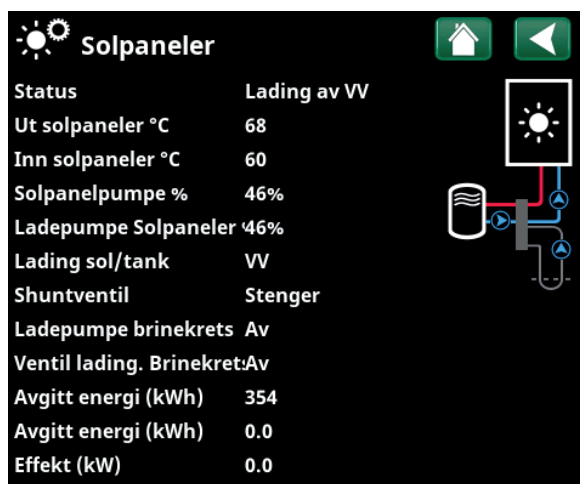 Solpaneler
Status Lading av VV
Ut solpaneler °C 68
Inn solpaneler °C 60
Solpanelpumpe % 46%
Ladepumpe Solpaneler 46%
Lading sol/tank VV
Shuntventil Stenger
Ladepumpe brinekrets Av
Ventil lading. Brinekrets Av
Avgitt energi (kWh) 354
Avgitt energi (kWh) 0.0
Effekt (kW) 0.0